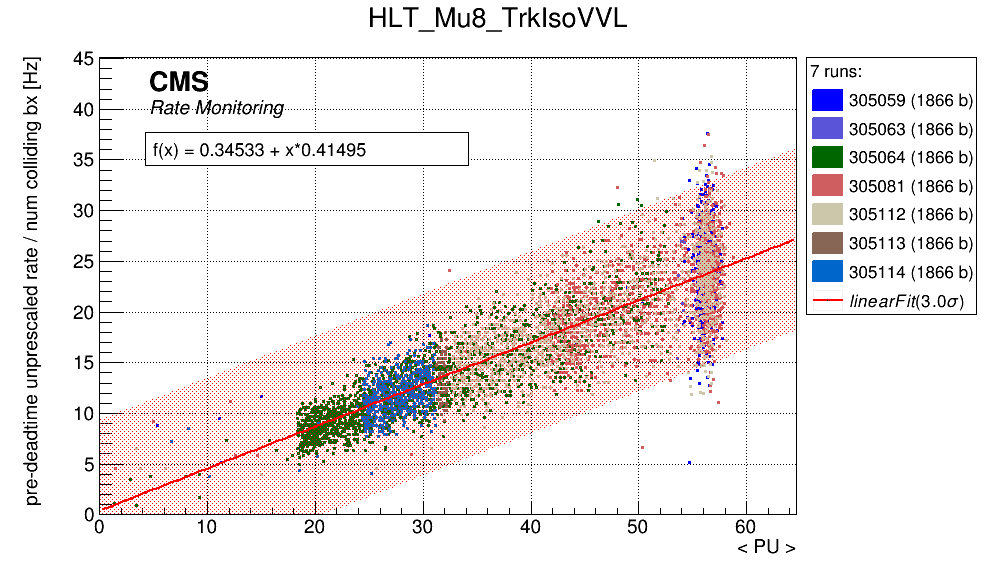 HLT_Mu8_TrkIsoVVL
pre-deadtime unprescaled rate / num colliding bx [Hz]
45
40
35
30
25
20
15
10
5
0
CMS
Rate Monitoring
f(x) = 0.34533 + x*0.41495
0 10 20 30 40 50 60
< PU >
7 runs:
305059 (1866 b)
305063 (1866 b)
305064 (1866 b)
305081 (1866 b)
305112 (1866 b)
305113 (1866 b)
305114 (1866 b)
linearFit(3.0σ)